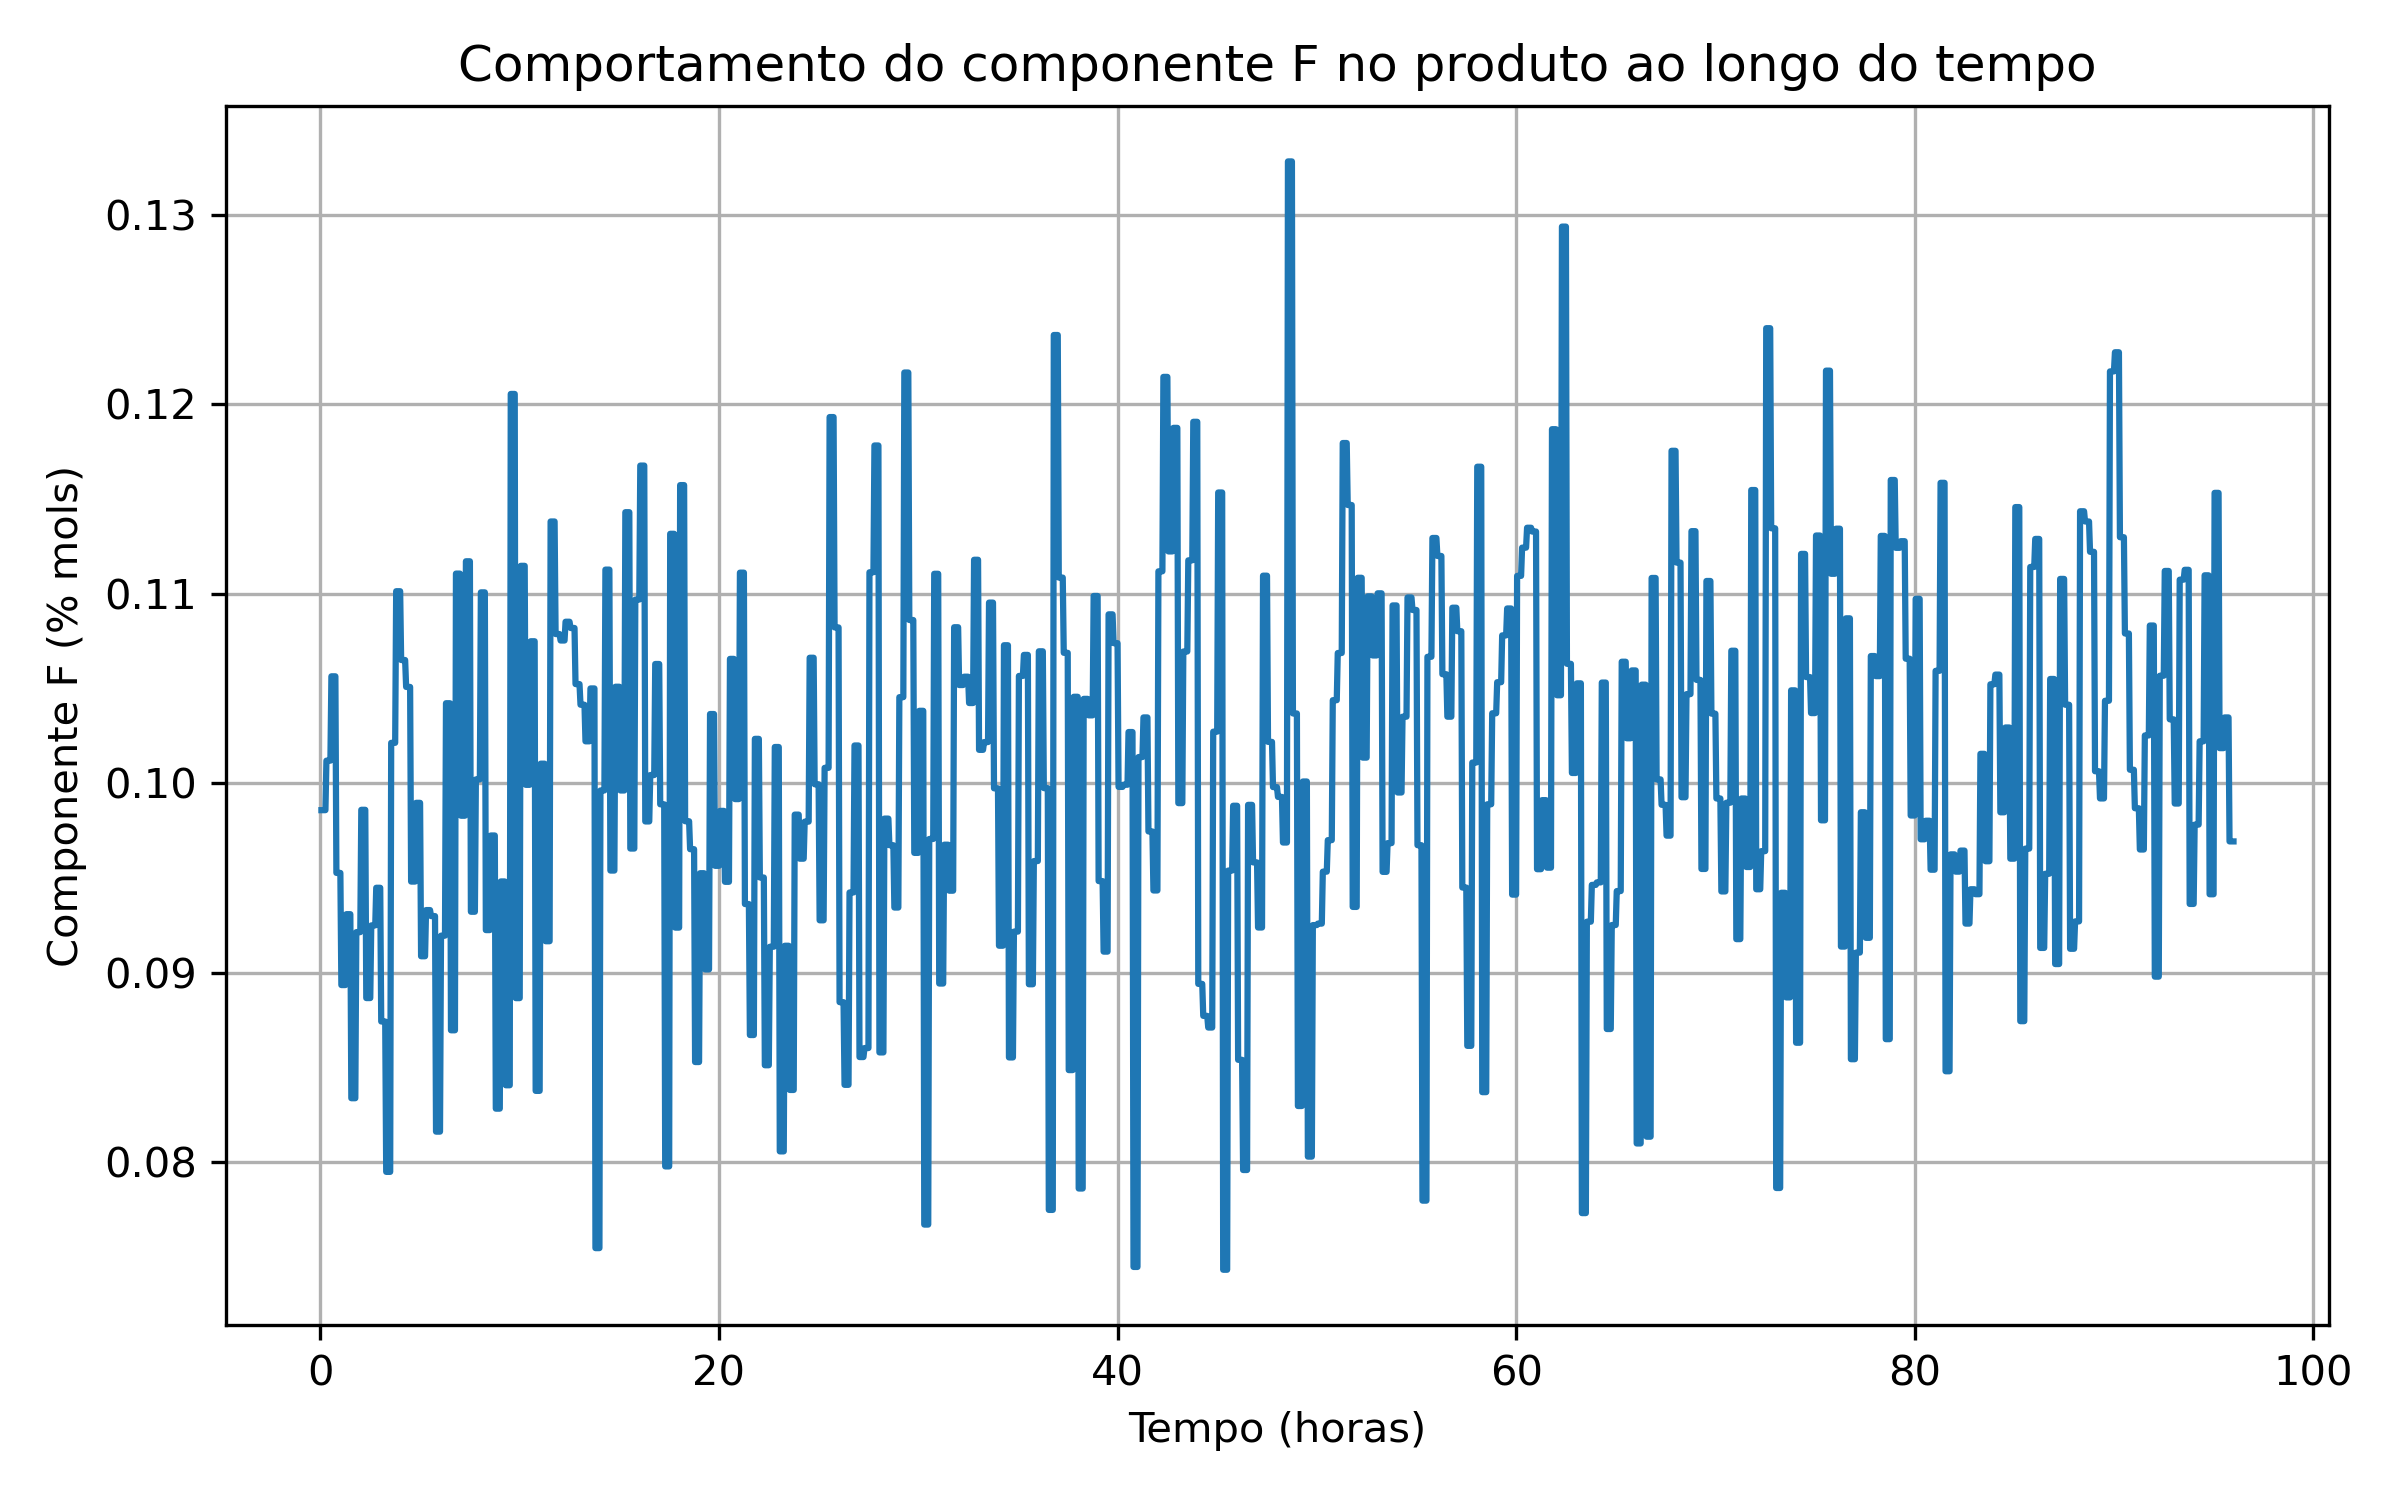 Comportamento do componente F no produto ao longo do tempo
Componente F (% mols)
0.13
0.12
0.11
0.10
0.09
0.08
0 20 40 60 80 100
Tempo (horas)